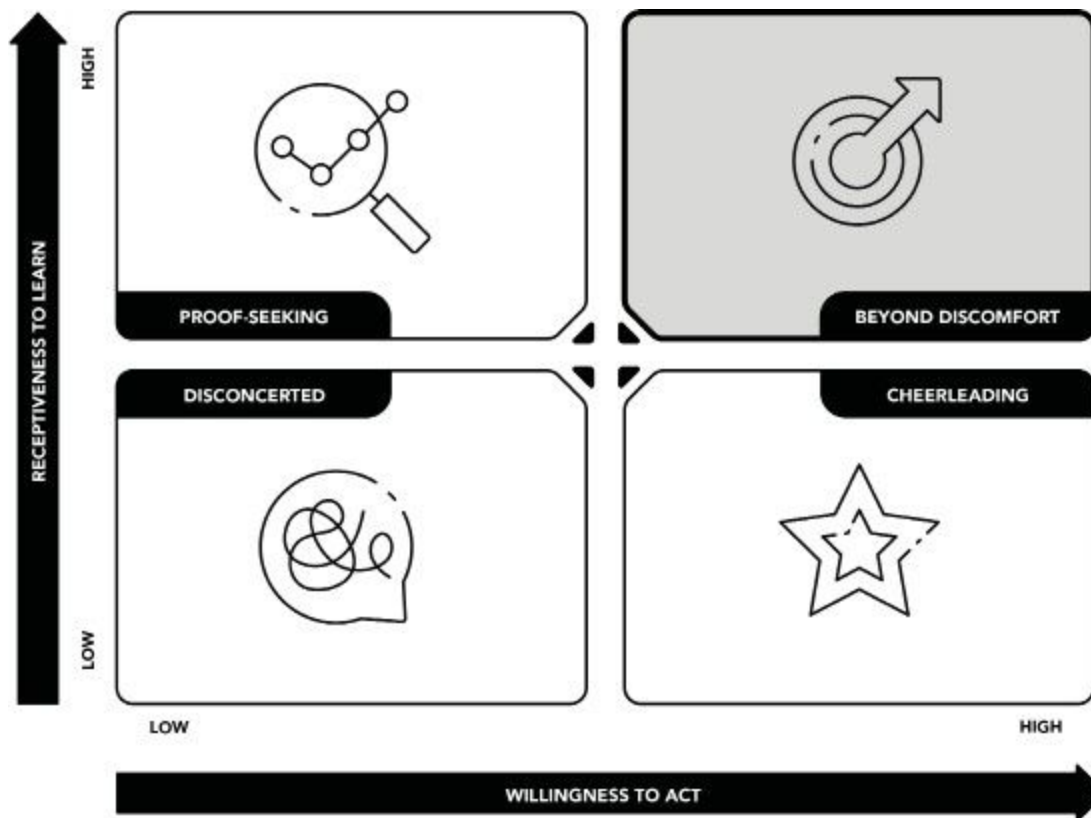 HIGH
RECEPTIVENESS TO LEARN
LOW
PROOF-SEEKING
BEYOND DISCOMFORT
DISCONCERTED
CHEERLEADING
LOW
HIGH
WILLINGNESS TO ACT